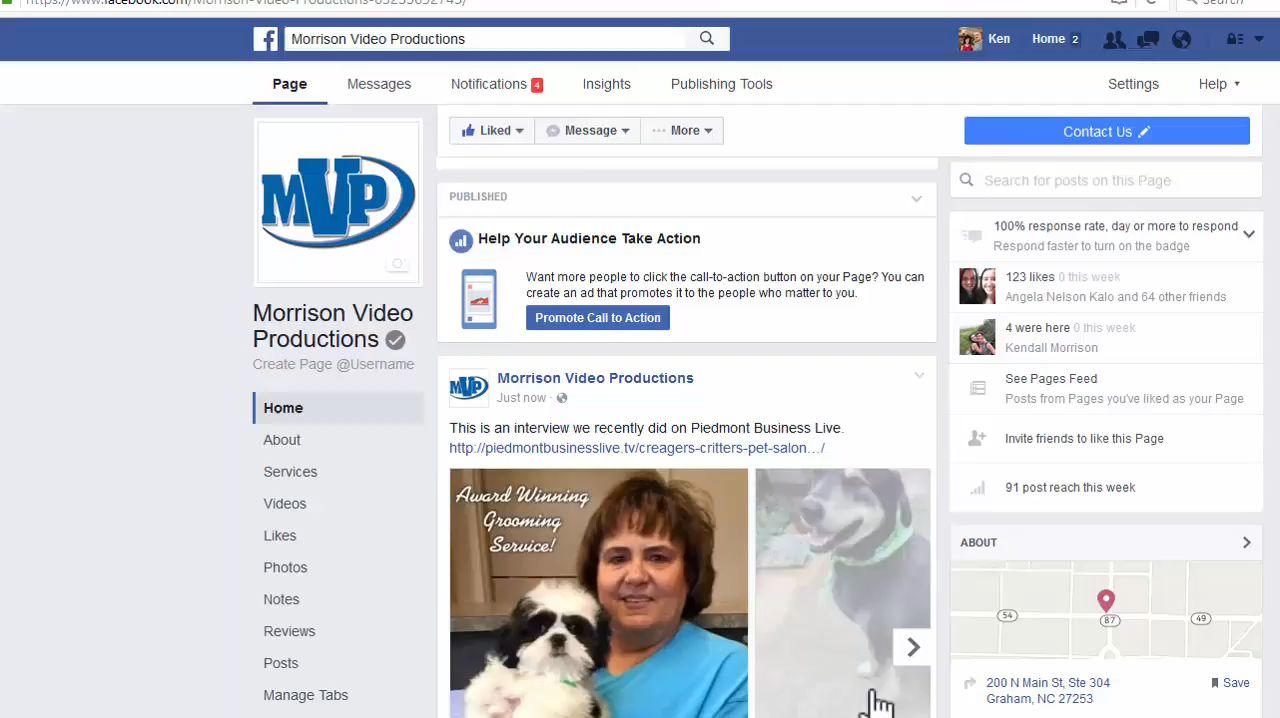 https://www.facebook.com/Morrison-Video-Productions-
Search
Morrison Video Productions
Ken
Home 2
Page
Messages
Notifications 4
Insights
Publishing Tools
Settings
Help
Liked
Message
More
Contact Us
MVP
Morrison Video
Productions
Create Page @Username
Home
About
Services
Videos
Likes
Photos
Notes
Reviews
Posts
Manage Tabs
PUBLISHED
Help Your Audience Take Action
Want more people to click the call-to-action button on your Page? You can
create an ad that promotes it to the people who matter to you.
Promote Call to Action
MVP
Morrison Video Productions
Just now
This is an interview we recently did on Piedmont Business Live.
http://piedmontbusinesslive.tv/creagers-critters-pet-salon.../
Award Winning
Grooming
Service!
Search for posts on this Page
100% response rate, day or more to respond
Respond faster to turn on the badge
123 likes 0 this week
Angela Nelson Kalo and 64 other friends
4 were here 0 this week
Kendall Morrison
See Pages Feed
Posts from Pages you've liked as your Page
Invite friends to like this Page
91 post reach this week
ABOUT
54
87
49
200 N Main St, Ste 304
Graham, NC 27253
Save